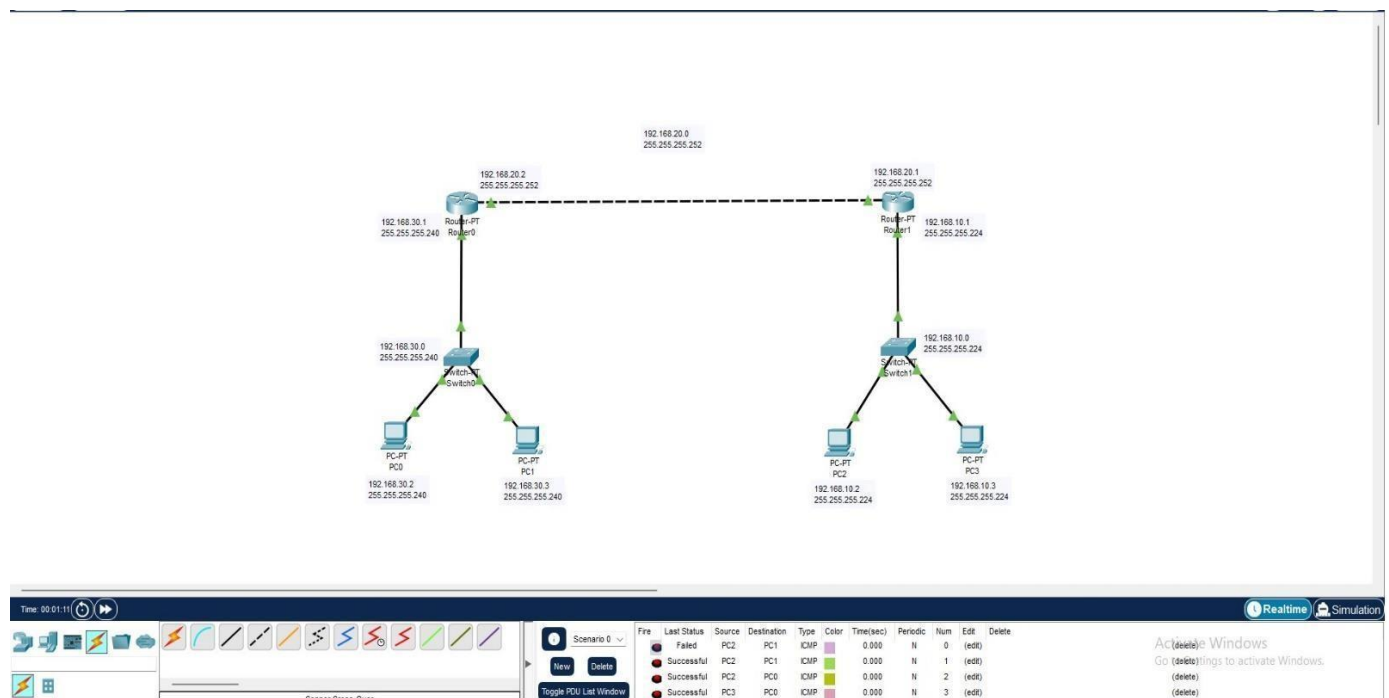 192.168.20.0
255.255.255.252
192.168.20.2
255.255.255.252
192.168.20.1
255.255.255.252
192.168.30.1
255.255.255.240
Router-PT
Router0
Router-PT
Router1
192.168.10.1
255.255.255.224
192.168.30.0
255.255.255.240
Switch-PT
Switch0
192.168.10.0
255.255.255.224
Switch-PT
Switch1
PC-PT
PC0
PC-PT
PC1
PC-PT
PC2
PC-PT
PC3
192.168.30.2
255.255.255.240
192.168.30.3
255.255.255.240
192.168.10.2
255.255.255.224
192.168.10.3
255.255.255.224
Time: 00:01:11
Realtime
Simulation
Scenario 0
New
Delete
Toggle PDU List Window
Fire Last Status Source Destination Type Color Time(sec) Periodic Num Edit Delete
Failed PC2 PC1 ICMP 0.000 N 0 (edit) (delete)
Successful PC2 PC1 ICMP 0.000 N 1 (edit) (delete)
Successful PC2 PC0 ICMP 0.000 N 2 (edit) (delete)
Successful PC3 PC0 ICMP 0.000 N 3 (edit) (delete)
Activate Windows
Go to Settings to activate Windows.